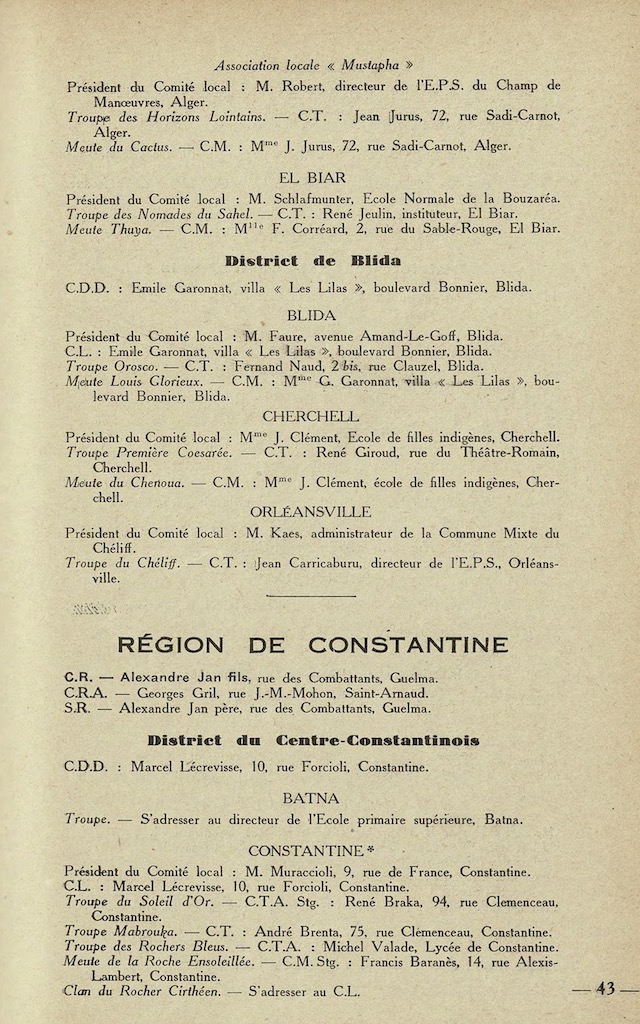 Association locale « Mustapha »
Président du Comité local : M. Robert, directeur de l'E.P.S. du Champ de
Manœuvres, Alger.
Troupe des Horizons Lointains. — C.T. : Jean Jurus, 72, rue Sadi-Carnot,
Alger.
Meute du Cactus. — C.M. : Mme J. Jurus, 72, rue Sadi-Carnot, Alger.
EL BIAR
Président du Comité local : M. Schlafmunter, Ecole Normale de la Bouzaréa.
Troupe des Nomades du Sahel. — C.T. : René Jeulin, instituteur, El Biar.
Meute Thuya. — C.M. : Mlle F. Corréard, 2, rue du Sable-Rouge, El Biar.
District de Blida
C.D.D. : Emile Garonnat, villa « Les Lilas », boulevard Bonnier, Blida.
BLIDA
Président du Comité local : M. Faure, avenue Amand-Le-Goff, Blida.
C.L. : Emile Garonnat, villa « Les Lilas », boulevard Bonnier, Blida.
Troupe Orosco. — C.T. : Fernand Naud, 2 bis, rue Clauzel, Blida.
Meute Louis Glorieux. — C.M. : Mme G. Garonnat, villa « Les Lilas », bou-
levard Bonnier, Blida.
CHERCHELL
Président du Comité local : Mme J. Clément, Ecole de filles indigènes, Cherchell.
Troupe Première Coesarée. — C.T. : René Giroud, rue du Théâtre-Romain,
Cherchell.
Meute du Chenoua. — C.M. : Mme J. Clément, école de filles indigènes, Cher-
chell.
ORLÉANSVILLE
Président du Comité local : M. Kaes, administrateur de la Commune Mixte du
Chéliff.
Troupe du Chéliff. — C.T. : Jean Carricaburu, directeur de l'E.P.S., Orléans-
ville.
RÉGION DE CONSTANTINE
C.R. — Alexandre Jan fils, rue des Combattants, Guelma.
C.R.A. — Georges Gril, rue J.-M.-Mohon, Saint-Arnaud.
S.R. — Alexandre Jan père, rue des Combattants, Guelma.
District du Centre-Constantinois
C.D.D. : Marcel Lécrevisse, 10, rue Forcioli, Constantine.
BATNA
Troupe. — S'adresser au directeur de l'Ecole primaire supérieure, Batna.
CONSTANTINE *
Président du Comité local : M. Muraccioli, 9, rue de France, Constantine.
C.L. : Marcel Lécrevisse, 10, rue Forcioli, Constantine.
Troupe du Soleil d'Or. — C.T.A. Stg. : René Braka, 94, rue Clemenceau,
Constantine.
Troupe Mabrouka. — C.T. : André Brenta, 75, rue Clèmenceau, Constantine.
Troupe des Rochers Bleus. — C.T.A. : Michel Valade, Lycée de Constantine.
Meute de la Roche Ensoleillée. — C.M. Stg. : Francis Baranès, 14, rue Alexis-
Lambert, Constantine.
Clan du Rocher Cirthéen. — S'adresser au C.L.
— 43 —